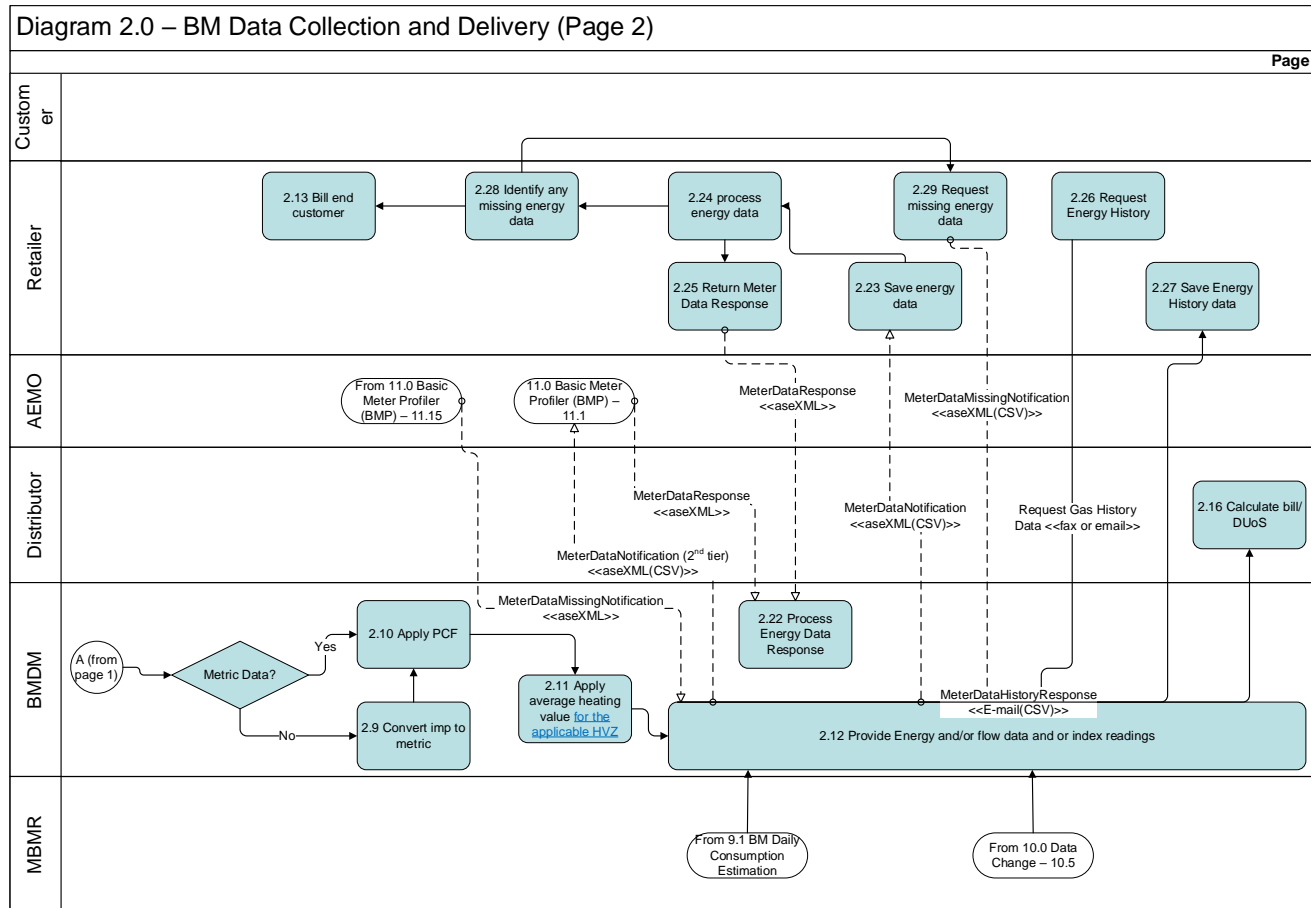 Diagram 2.0 – BM Data Collection and Delivery (Page 2)
Page
Custom
er
2.13 Bill end
customer
2.28 Identify any
missing energy
data
2.24 process
energy data
2.29 Request
missing energy
data
2.26 Request
Energy History
Retailer
2.25 Return Meter
Data Response
2.23 Save energy
data
2.27 Save Energy
History data
AEMO
From 11.0 Basic
Meter Profiler
(BMP) – 11.15
11.0 Basic Meter
Profiler (BMP) –
11.1
MeterDataResponse
<<aseXML>>
MeterDataMissingNotification
<<aseXML(CSV)>>
Distributor
MeterDataResponse
<<aseXML>>
MeterDataNotification
<<aseXML(CSV)>>
Request Gas History
Data <<fax or email>>
2.16 Calculate bill/
DUoS
MeterDataNotification (2nd tier)
<<aseXML(CSV)>>
BMDM
MeterDataMissingNotification
<<aseXML>>
2.22 Process
Energy Data
Response
A (from
page 1)
Metric Data?
Yes
2.10 Apply PCF
No
2.9 Convert imp to
metric
2.11 Apply
average heating
value for the
applicable HVZ
MeterDataHistoryResponse
<<E-mail(CSV)>>
2.12 Provide Energy and/or flow data and or index readings
MBMR
From 9.1 BM Daily
Consumption
Estimation
From 10.0 Data
Change – 10.5